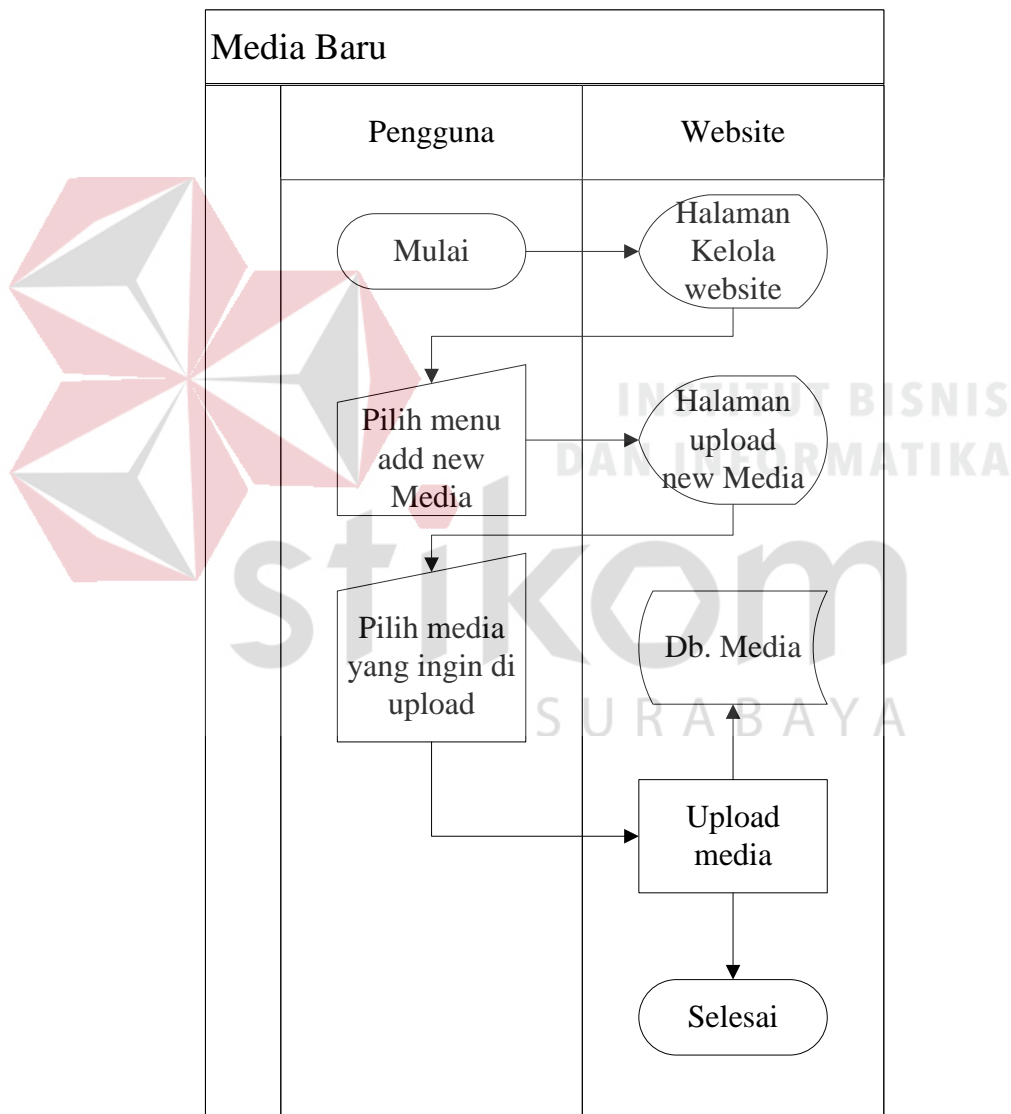 Media Baru
Pengguna
Website
Mulai
Halaman
Kelola
website
Pilih menu
add new
Media
Halaman
upload
new Media
INSTITUT BISNIS
DAN INFORMATIKA
stikom
SURABAYA
Pilih media
yang ingin di
upload
Db. Media
Upload
media
Selesai